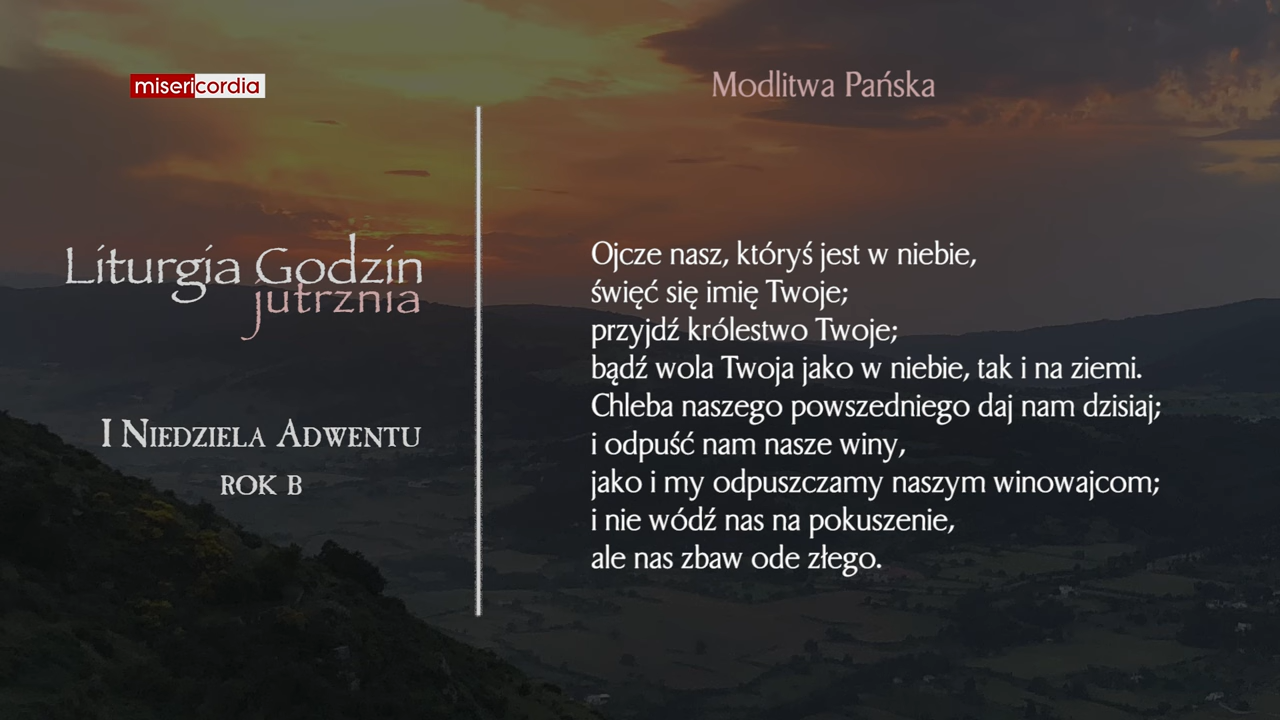 misericordia
Liturgia Godzin
jutrznia
I Niedziela Adwentu
rok B
Modlitwa Pańska
Ojcze nasz, któryś jest w niebie,
święć się imię Twoje;
przyjdź królestwo Twoje;
bądź wola Twoja jako w niebie, tak i na ziemi.
Chleba naszego powszedniego daj nam dzisiaj;
i odpuść nam nasze winy,
jako i my odpuszczamy naszym winowajcom;
i nie wódź nas na pokuszenie,
ale nas zbaw ode złego.